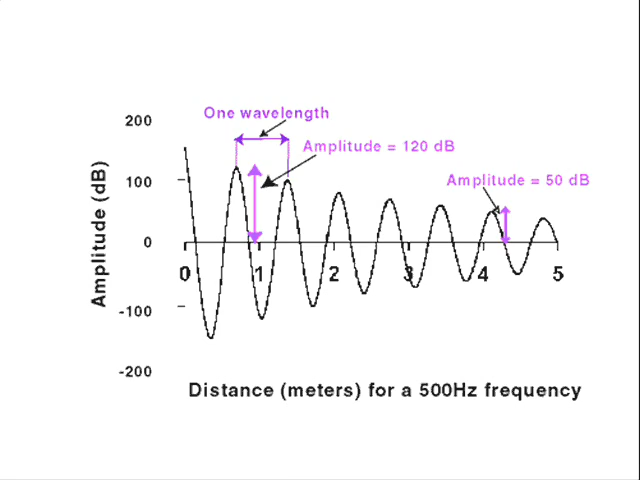 One wavelength
Amplitude = 120 dB
Amplitude = 50 dB
Amplitude (dB)
200
100
0
-100
-200
0 1 2 3 4 5
Distance (meters) for a 500Hz frequency